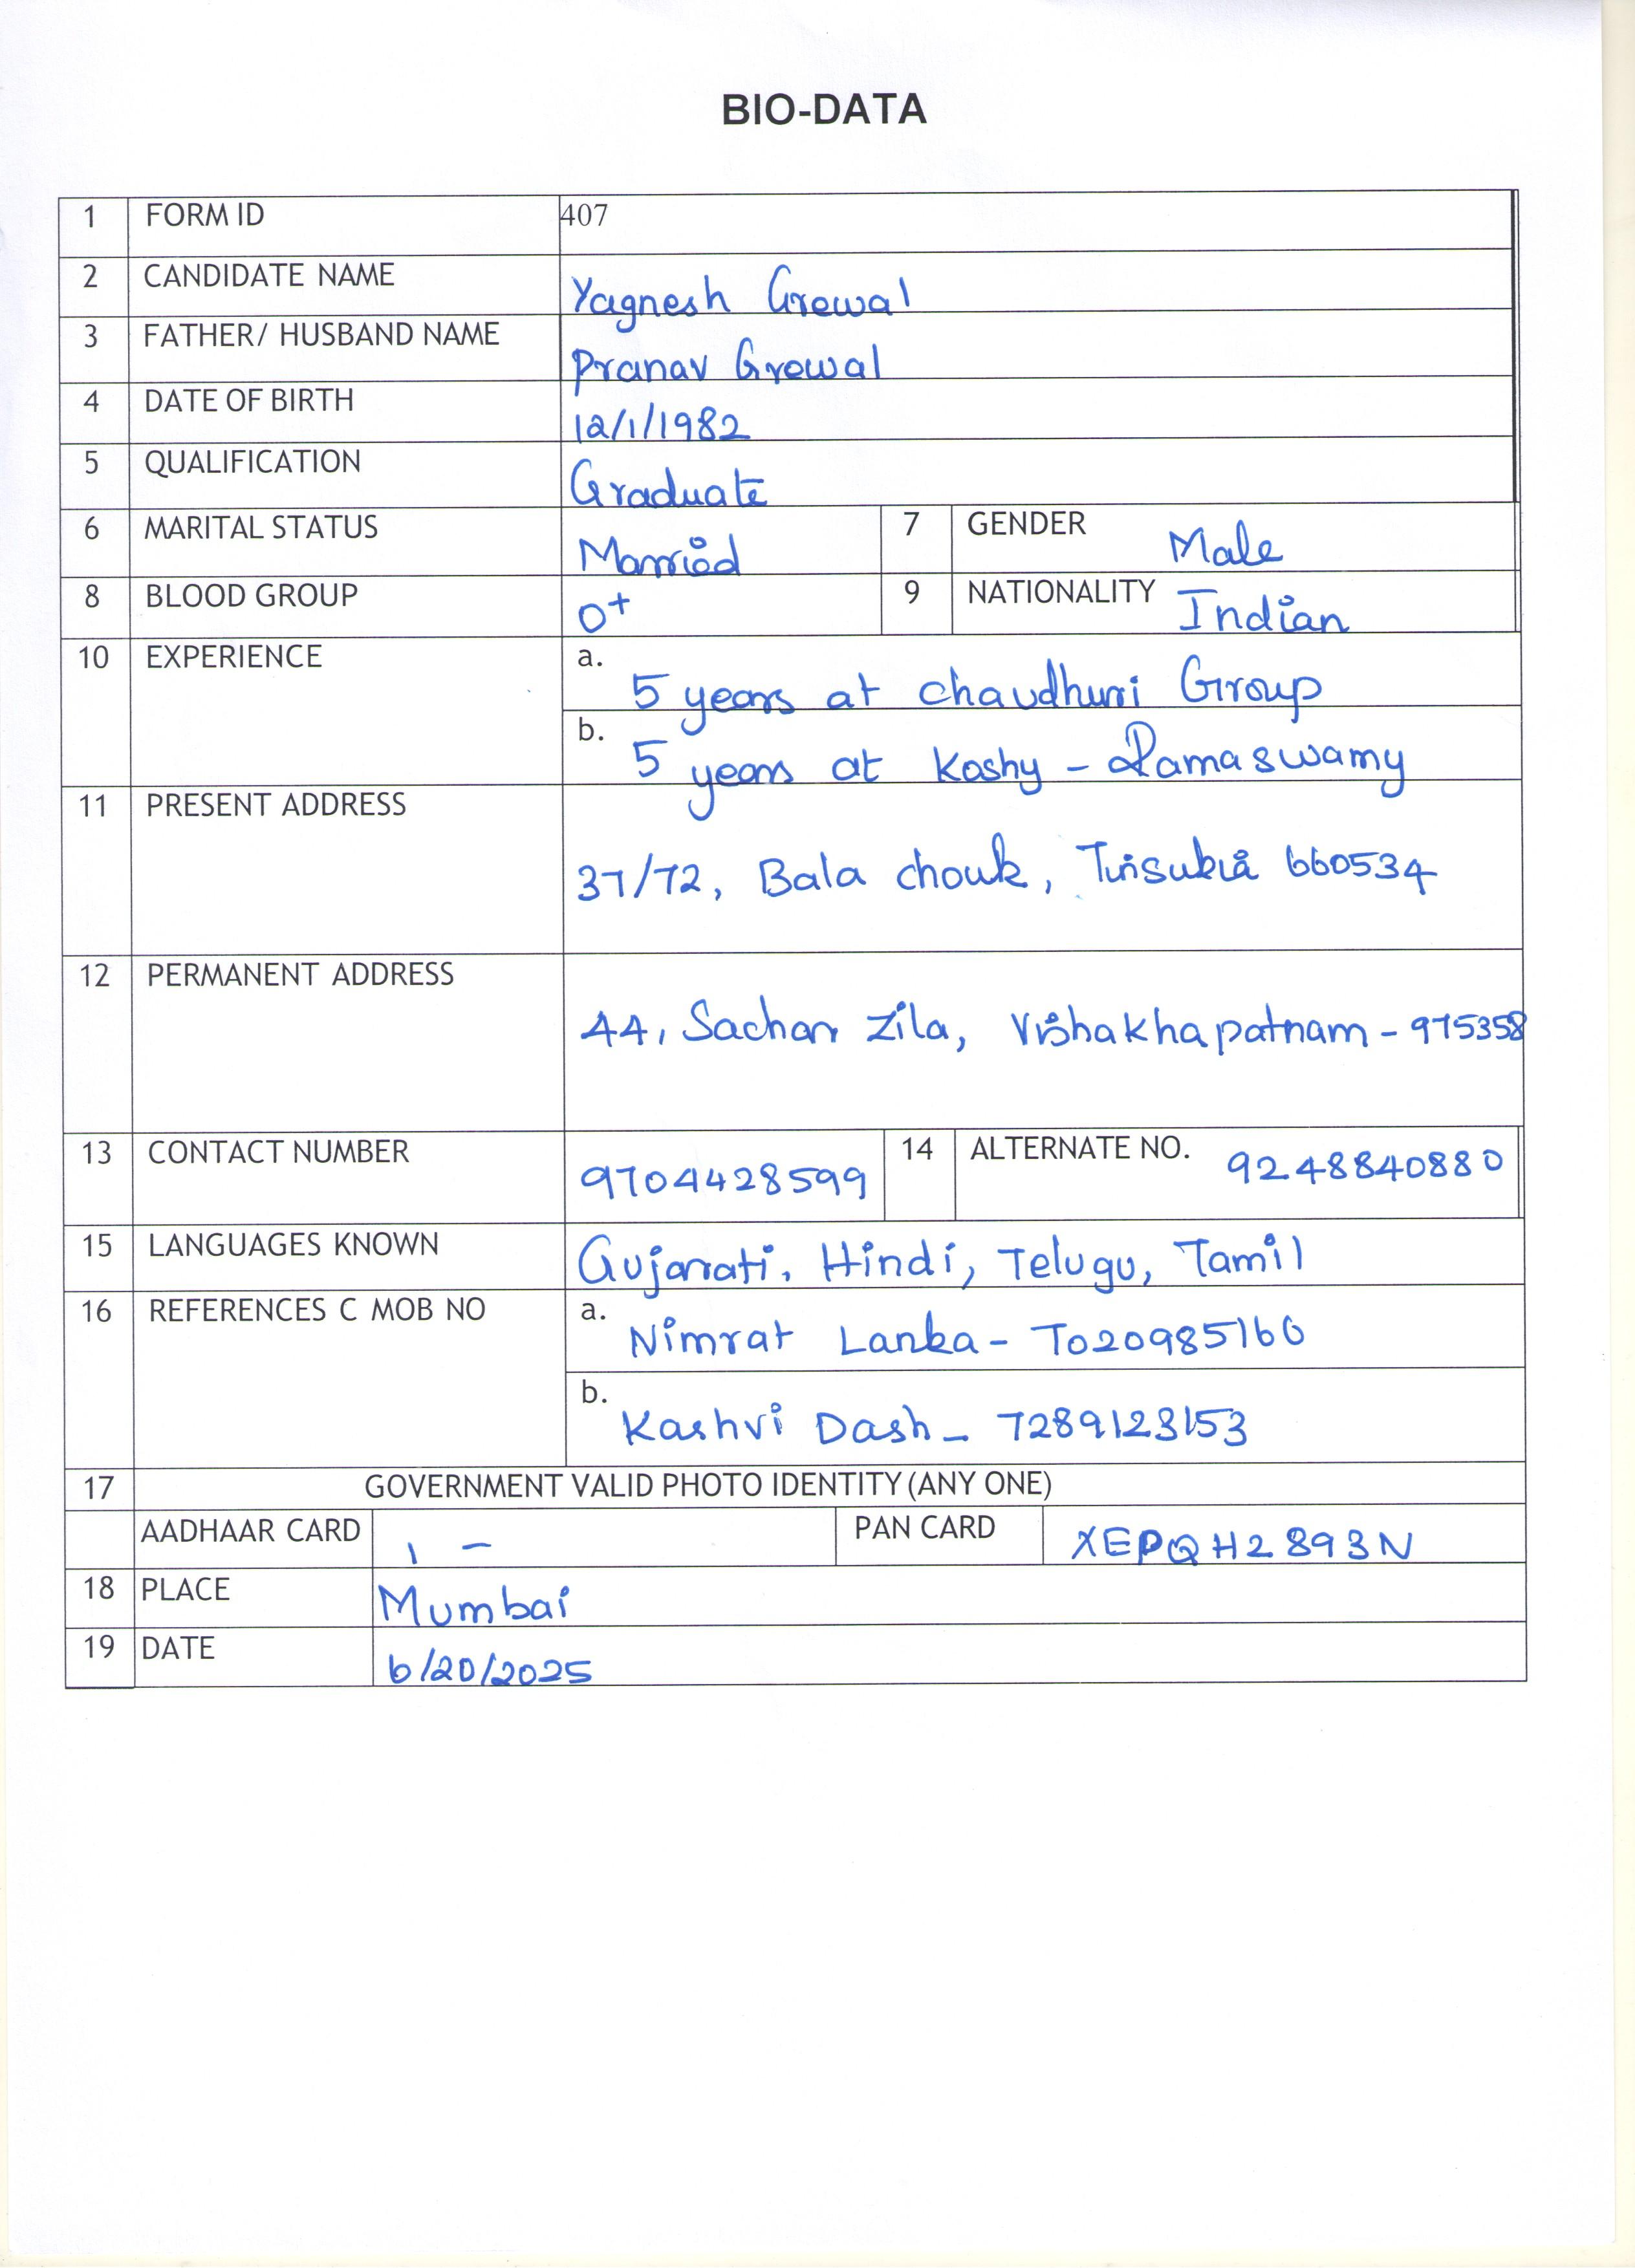 BIO-DATA
1 FORM ID 407
2 CANDIDATE NAME Yagnesh Grewal
3 FATHER/ HUSBAND NAME Pranav Grewal
4 DATE OF BIRTH 12/1/1982
5 QUALIFICATION Graduate
6 MARITAL STATUS Married 7 GENDER Male
8 BLOOD GROUP O+ 9 NATIONALITY Indian
10 EXPERIENCE a. 5 years at chaudhuri Group
b. 5 years at Koshy - Ramaswamy
11 PRESENT ADDRESS
37/72, Bala chouk, Tinsukia 660534
12 PERMANENT ADDRESS
44, Sachar Zila, Vishakhapatnam - 975358
13 CONTACT NUMBER 9704428599 14 ALTERNATE NO. 9248840880
15 LANGUAGES KNOWN Gujarati, Hindi, Telugu, Tamil
16 REFERENCES C MOB NO a. Nimrat Lanka - 7020985160
b. Kashvi Dash - 7289123153
17 GOVERNMENT VALID PHOTO IDENTITY (ANY ONE)
AADHAAR CARD PAN CARD XEPQH2893N
18 PLACE Mumbai
19 DATE 6/20/2025